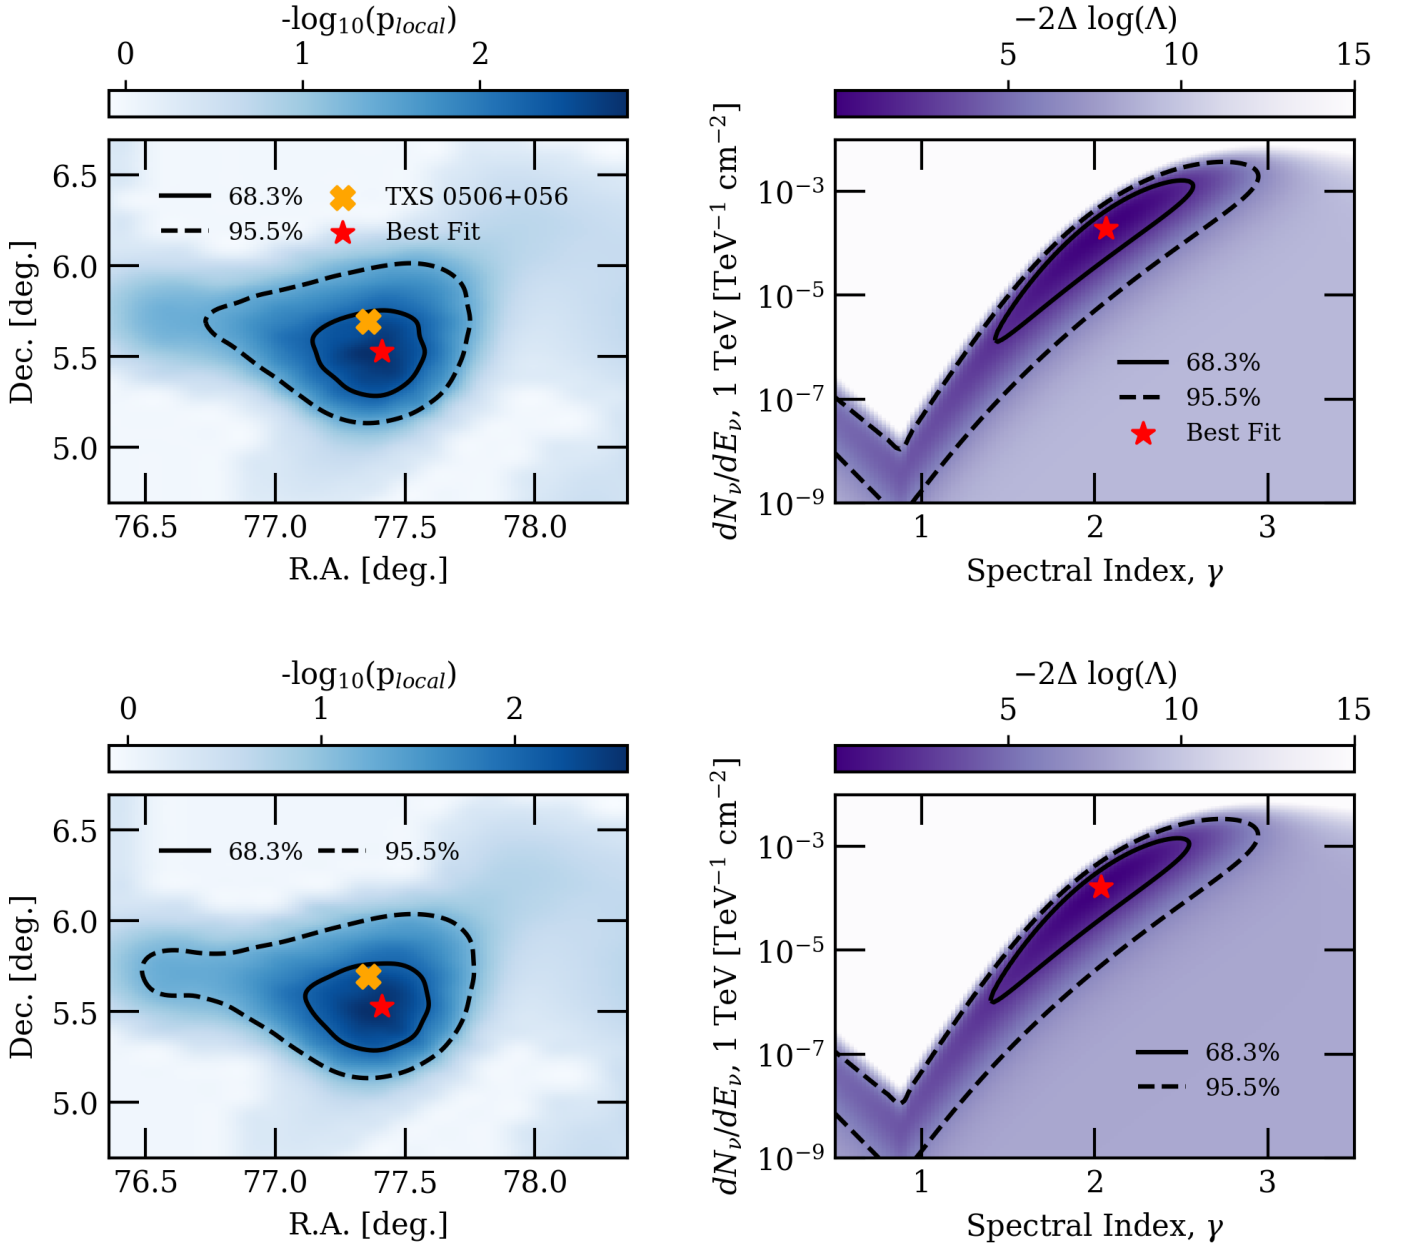 -log₁₀(p_local)
0 1 2
6.5
6.0
5.5
5.0
Dec. [deg.]
68.3% TXS 0506+056
95.5% Best Fit
76.5 77.0 77.5 78.0
R.A. [deg.]
−2Δ log(Λ)
5 10 15
dN_ν/dE_ν, 1 TeV [TeV⁻¹ cm⁻²]
10⁻³
10⁻⁵
10⁻⁷
10⁻⁹
68.3%
95.5%
Best Fit
1 2 3
Spectral Index, γ
-log₁₀(p_local)
0 1 2
6.5
6.0
5.5
5.0
Dec. [deg.]
68.3% 95.5%
76.5 77.0 77.5 78.0
R.A. [deg.]
−2Δ log(Λ)
5 10 15
dN_ν/dE_ν, 1 TeV [TeV⁻¹ cm⁻²]
10⁻³
10⁻⁵
10⁻⁷
10⁻⁹
68.3%
95.5%
1 2 3
Spectral Index, γ